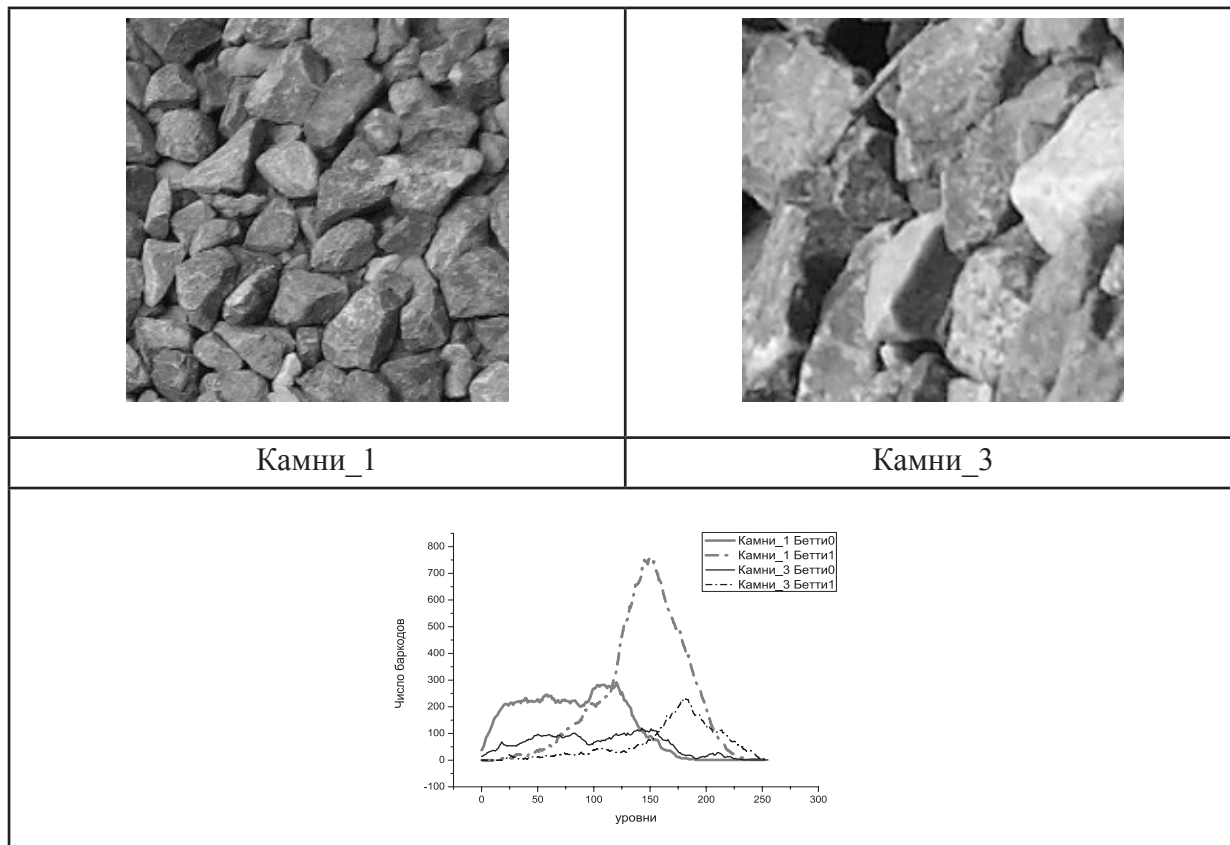 Камни_1
Камни_3
Камни_1 Бетти0
Камни_1 Бетти1
Камни_3 Бетти0
Камни_3 Бетти1
Число баркодов
800
700
600
500
400
300
200
100
0
-100
0
50
100
150
200
250
300
уровни